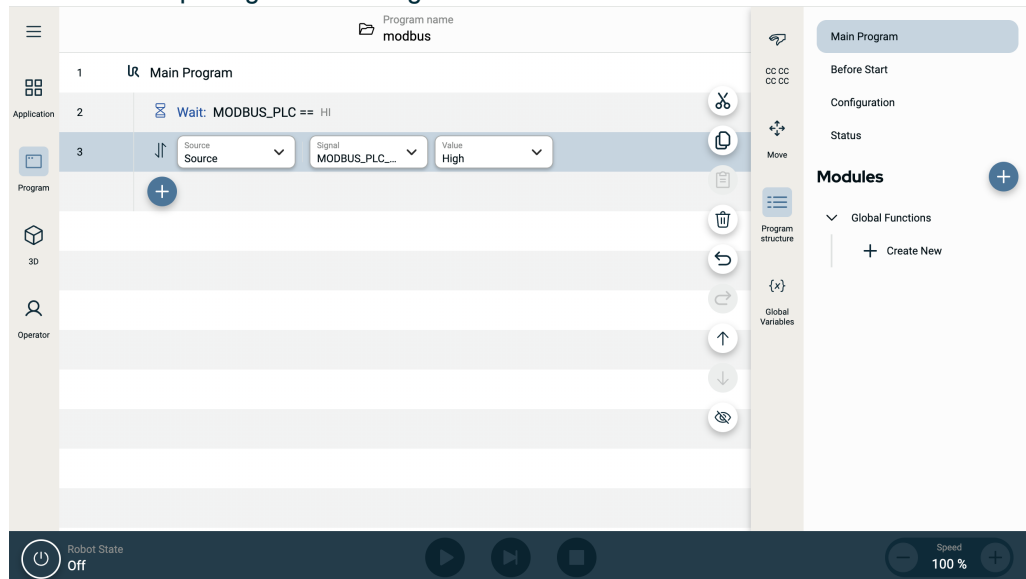 Program name
modbus
Application
Program
3D
Operator
1 Main Program
2 Wait: MODBUS_PLC == HI
3 Source Source Signal MODBUS_PLC_... Value High
CC CC
CC CC
Move
Program
structure
{x}
Global
Variables
Main Program
Before Start
Configuration
Status
Modules
Global Functions
Create New
Robot State
Off
Speed
100 %